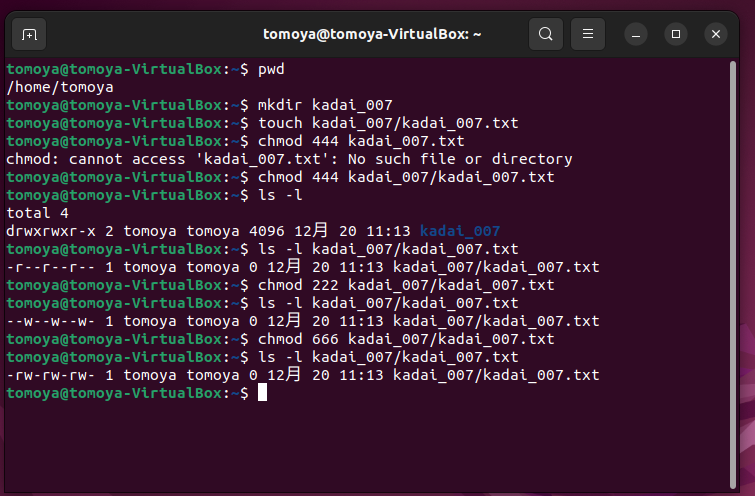 tomoya@tomoya-VirtualBox: ~
tomoya@tomoya-VirtualBox:~$ pwd
/home/tomoya
tomoya@tomoya-VirtualBox:~$ mkdir kadai_007
tomoya@tomoya-VirtualBox:~$ touch kadai_007/kadai_007.txt
tomoya@tomoya-VirtualBox:~$ chmod 444 kadai_007.txt
chmod: cannot access 'kadai_007.txt': No such file or directory
tomoya@tomoya-VirtualBox:~$ chmod 444 kadai_007/kadai_007.txt
tomoya@tomoya-VirtualBox:~$ ls -l
total 4
drwxrwxr-x 2 tomoya tomoya 4096 12月 20 11:13 kadai_007
tomoya@tomoya-VirtualBox:~$ ls -l kadai_007/kadai_007.txt
-r--r--r-- 1 tomoya tomoya 0 12月 20 11:13 kadai_007/kadai_007.txt
tomoya@tomoya-VirtualBox:~$ chmod 222 kadai_007/kadai_007.txt
tomoya@tomoya-VirtualBox:~$ ls -l kadai_007/kadai_007.txt
--w--w--w- 1 tomoya tomoya 0 12月 20 11:13 kadai_007/kadai_007.txt
tomoya@tomoya-VirtualBox:~$ chmod 666 kadai_007/kadai_007.txt
tomoya@tomoya-VirtualBox:~$ ls -l kadai_007/kadai_007.txt
-rw-rw-rw- 1 tomoya tomoya 0 12月 20 11:13 kadai_007/kadai_007.txt
tomoya@tomoya-VirtualBox:~$